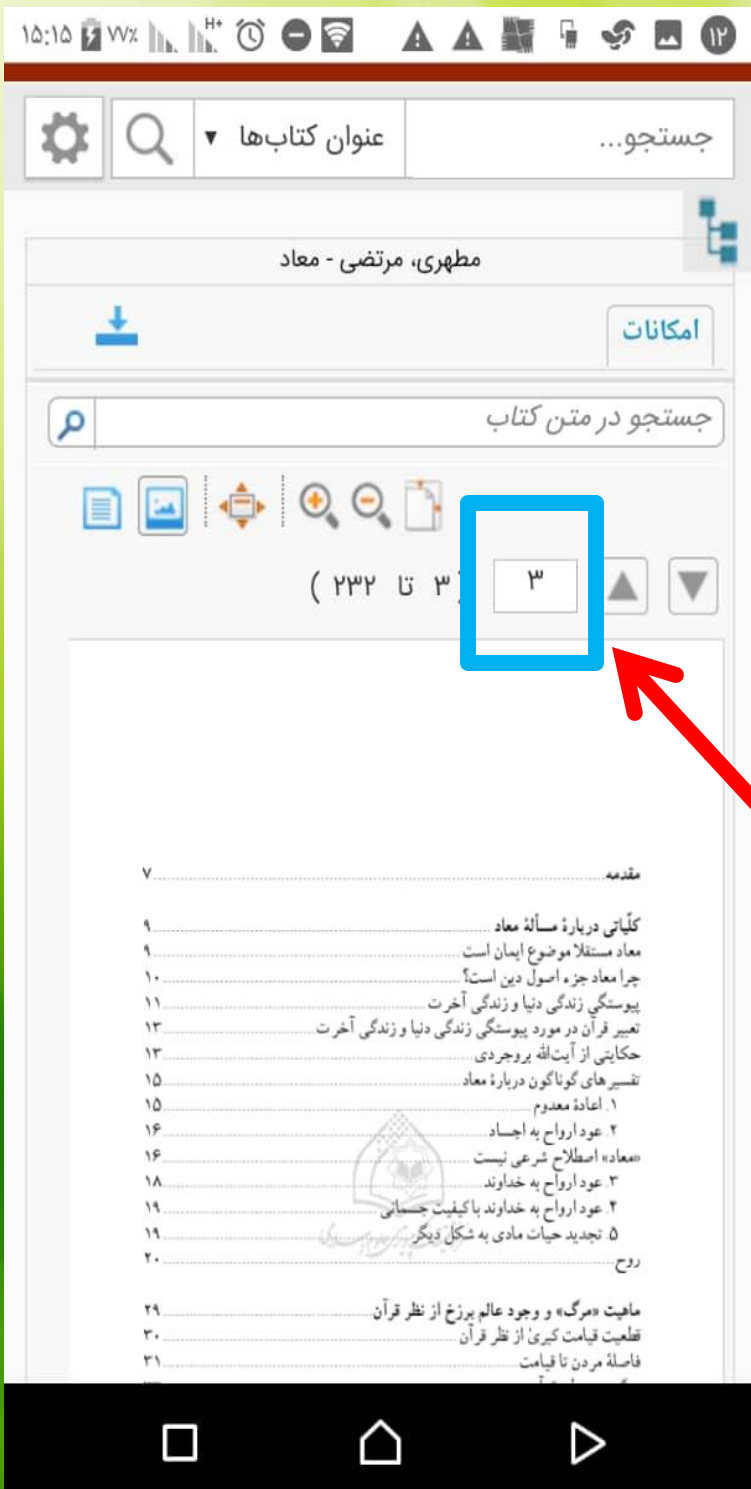 ۱۵:۱۵ ۷۷٪ H+ ۱۲
جستجو...
عنوان کتاب‌ها
مطهری، مرتضی - معاد
امکانات
جستجو در متن کتاب
۳ (۳ تا ۲۳۲ )
مقدمه ۷
کلّیاتی دربارهٔ مسألهٔ معاد ۹
معاد مستقلا موضوع ایمان است ۹
چرا معاد جزء اصول دین است؟ ۱۰
پیوستگی زندگی دنیا و زندگی آخرت ۱۱
تعبیر قرآن در مورد پیوستگی زندگی دنیا و زندگی آخرت ۱۳
حکایتی از آیت‌الله بروجردی ۱۳
تفسیرهای گوناگون دربارهٔ معاد ۱۵
۱. اعادهٔ معدوم ۱۵
۲. عود ارواح به اجساد ۱۶
«معاد» اصطلاح شرعی نیست ۱۶
۳. عود ارواح به خداوند ۱۸
۴. عود ارواح به خداوند با کیفیت جسمانی ۱۹
۵. تجدید حیات مادی به شکل دیگر ۱۹
روح ۲۰
ماهیت «مرگ» و وجود عالم برزخ از نظر قرآن ۲۹
قطعیت قیامت کبریٰ از نظر قرآن ۳۰
فاصلهٔ مردن تا قیامت ۳۱